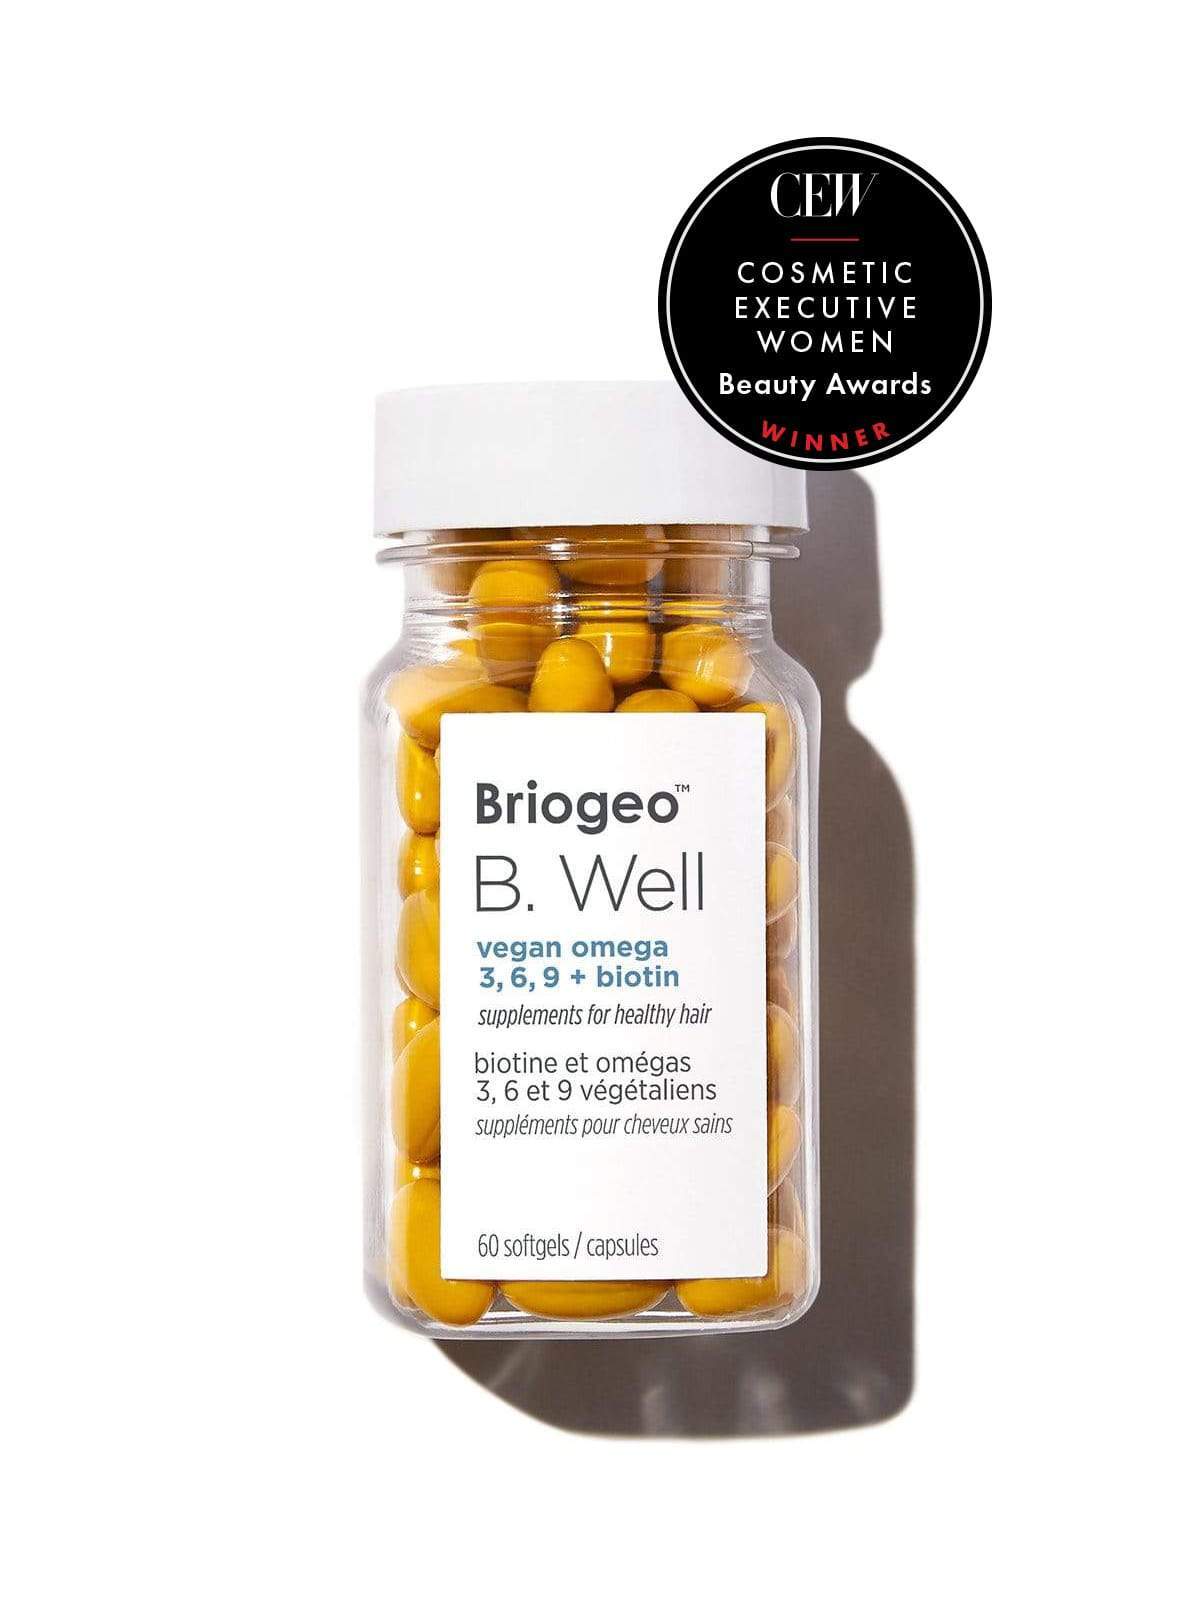 CEW
COSMETIC
EXECUTIVE
WOMEN
Beauty Awards
WINNER
Briogeo™
B. Well
vegan omega
3, 6, 9 + biotin
supplements for healthy hair
biotine et omégas
3, 6 et 9 végétaliens
suppléments pour cheveux sains
60 softgels / capsules